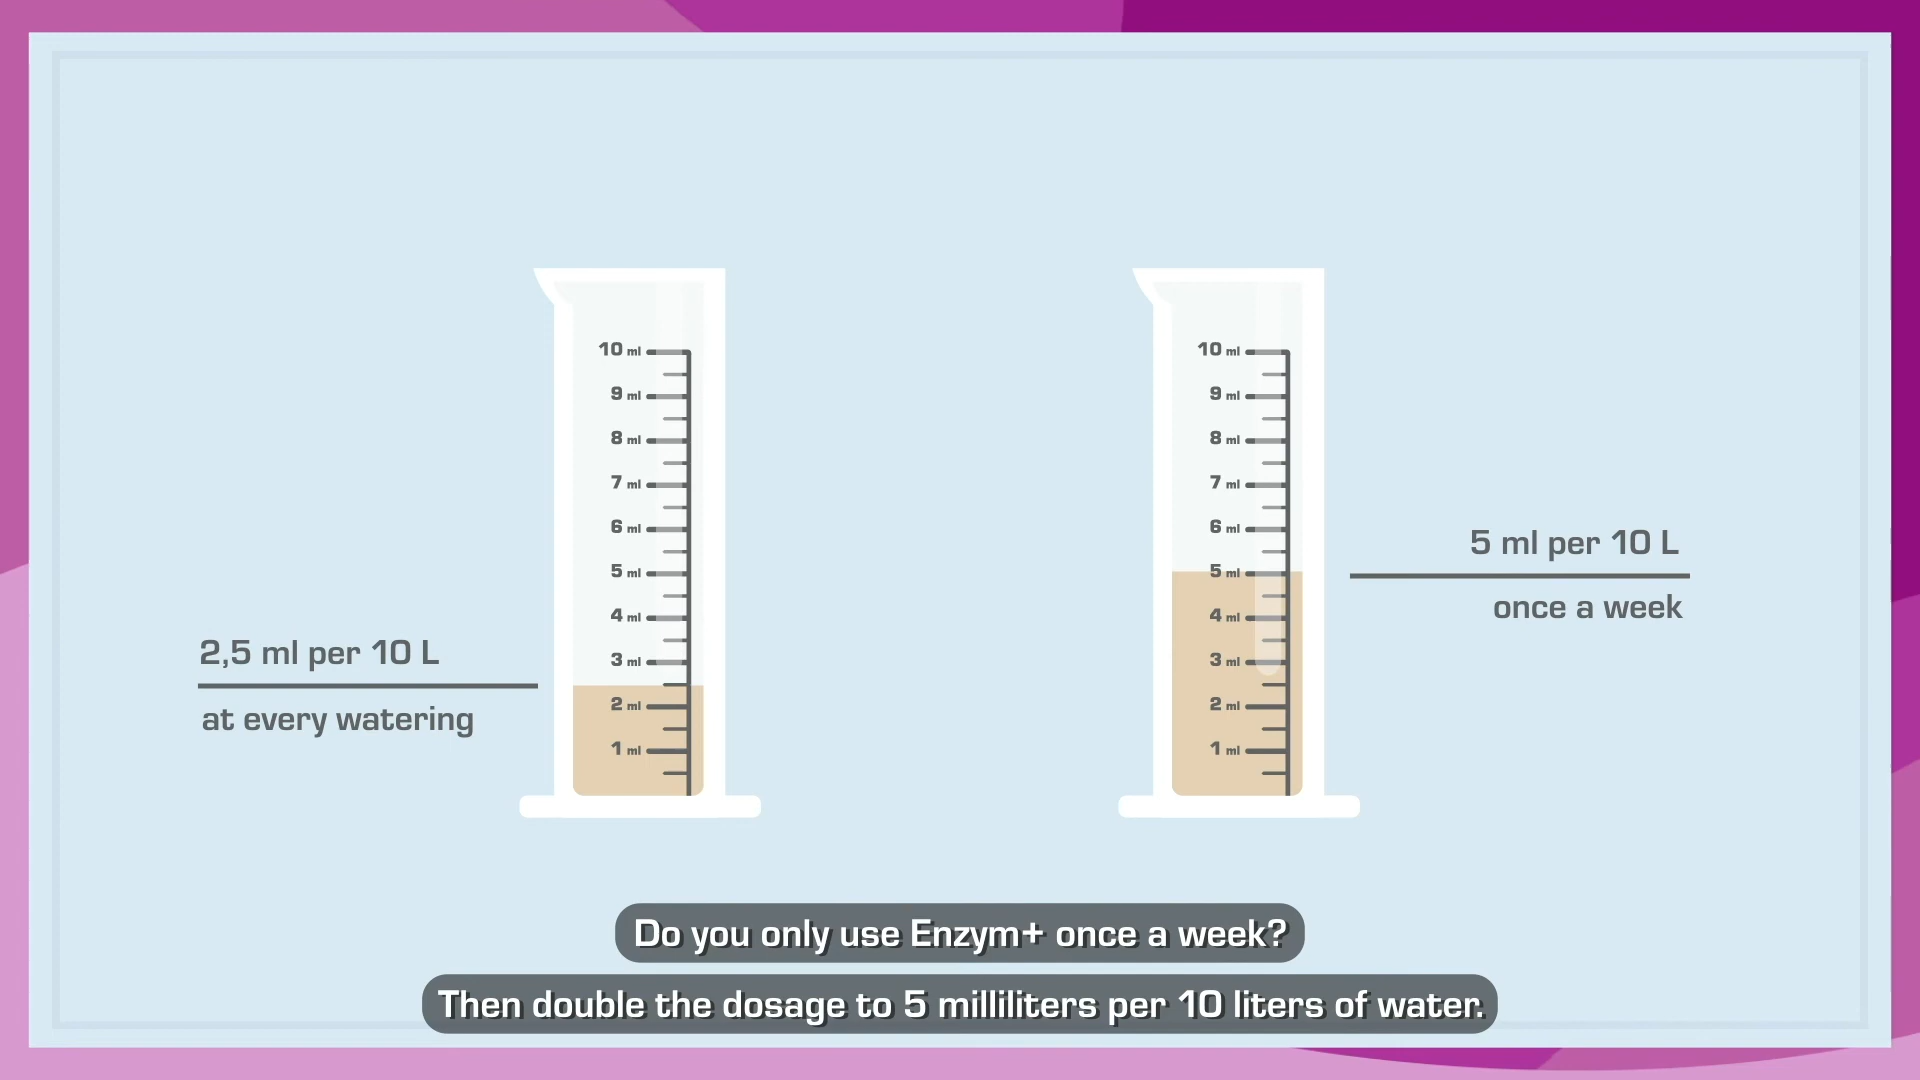 10 ml
9 ml
8 ml
7 ml
6 ml
5 ml
4 ml
3 ml
2 ml
1 ml
2,5 ml per 10 L
at every watering
10 ml
9 ml
8 ml
7 ml
6 ml
5 ml
4 ml
3 ml
2 ml
1 ml
5 ml per 10 L
once a week
Do you only use Enzym+ once a week?
Then double the dosage to 5 milliliters per 10 liters of water.